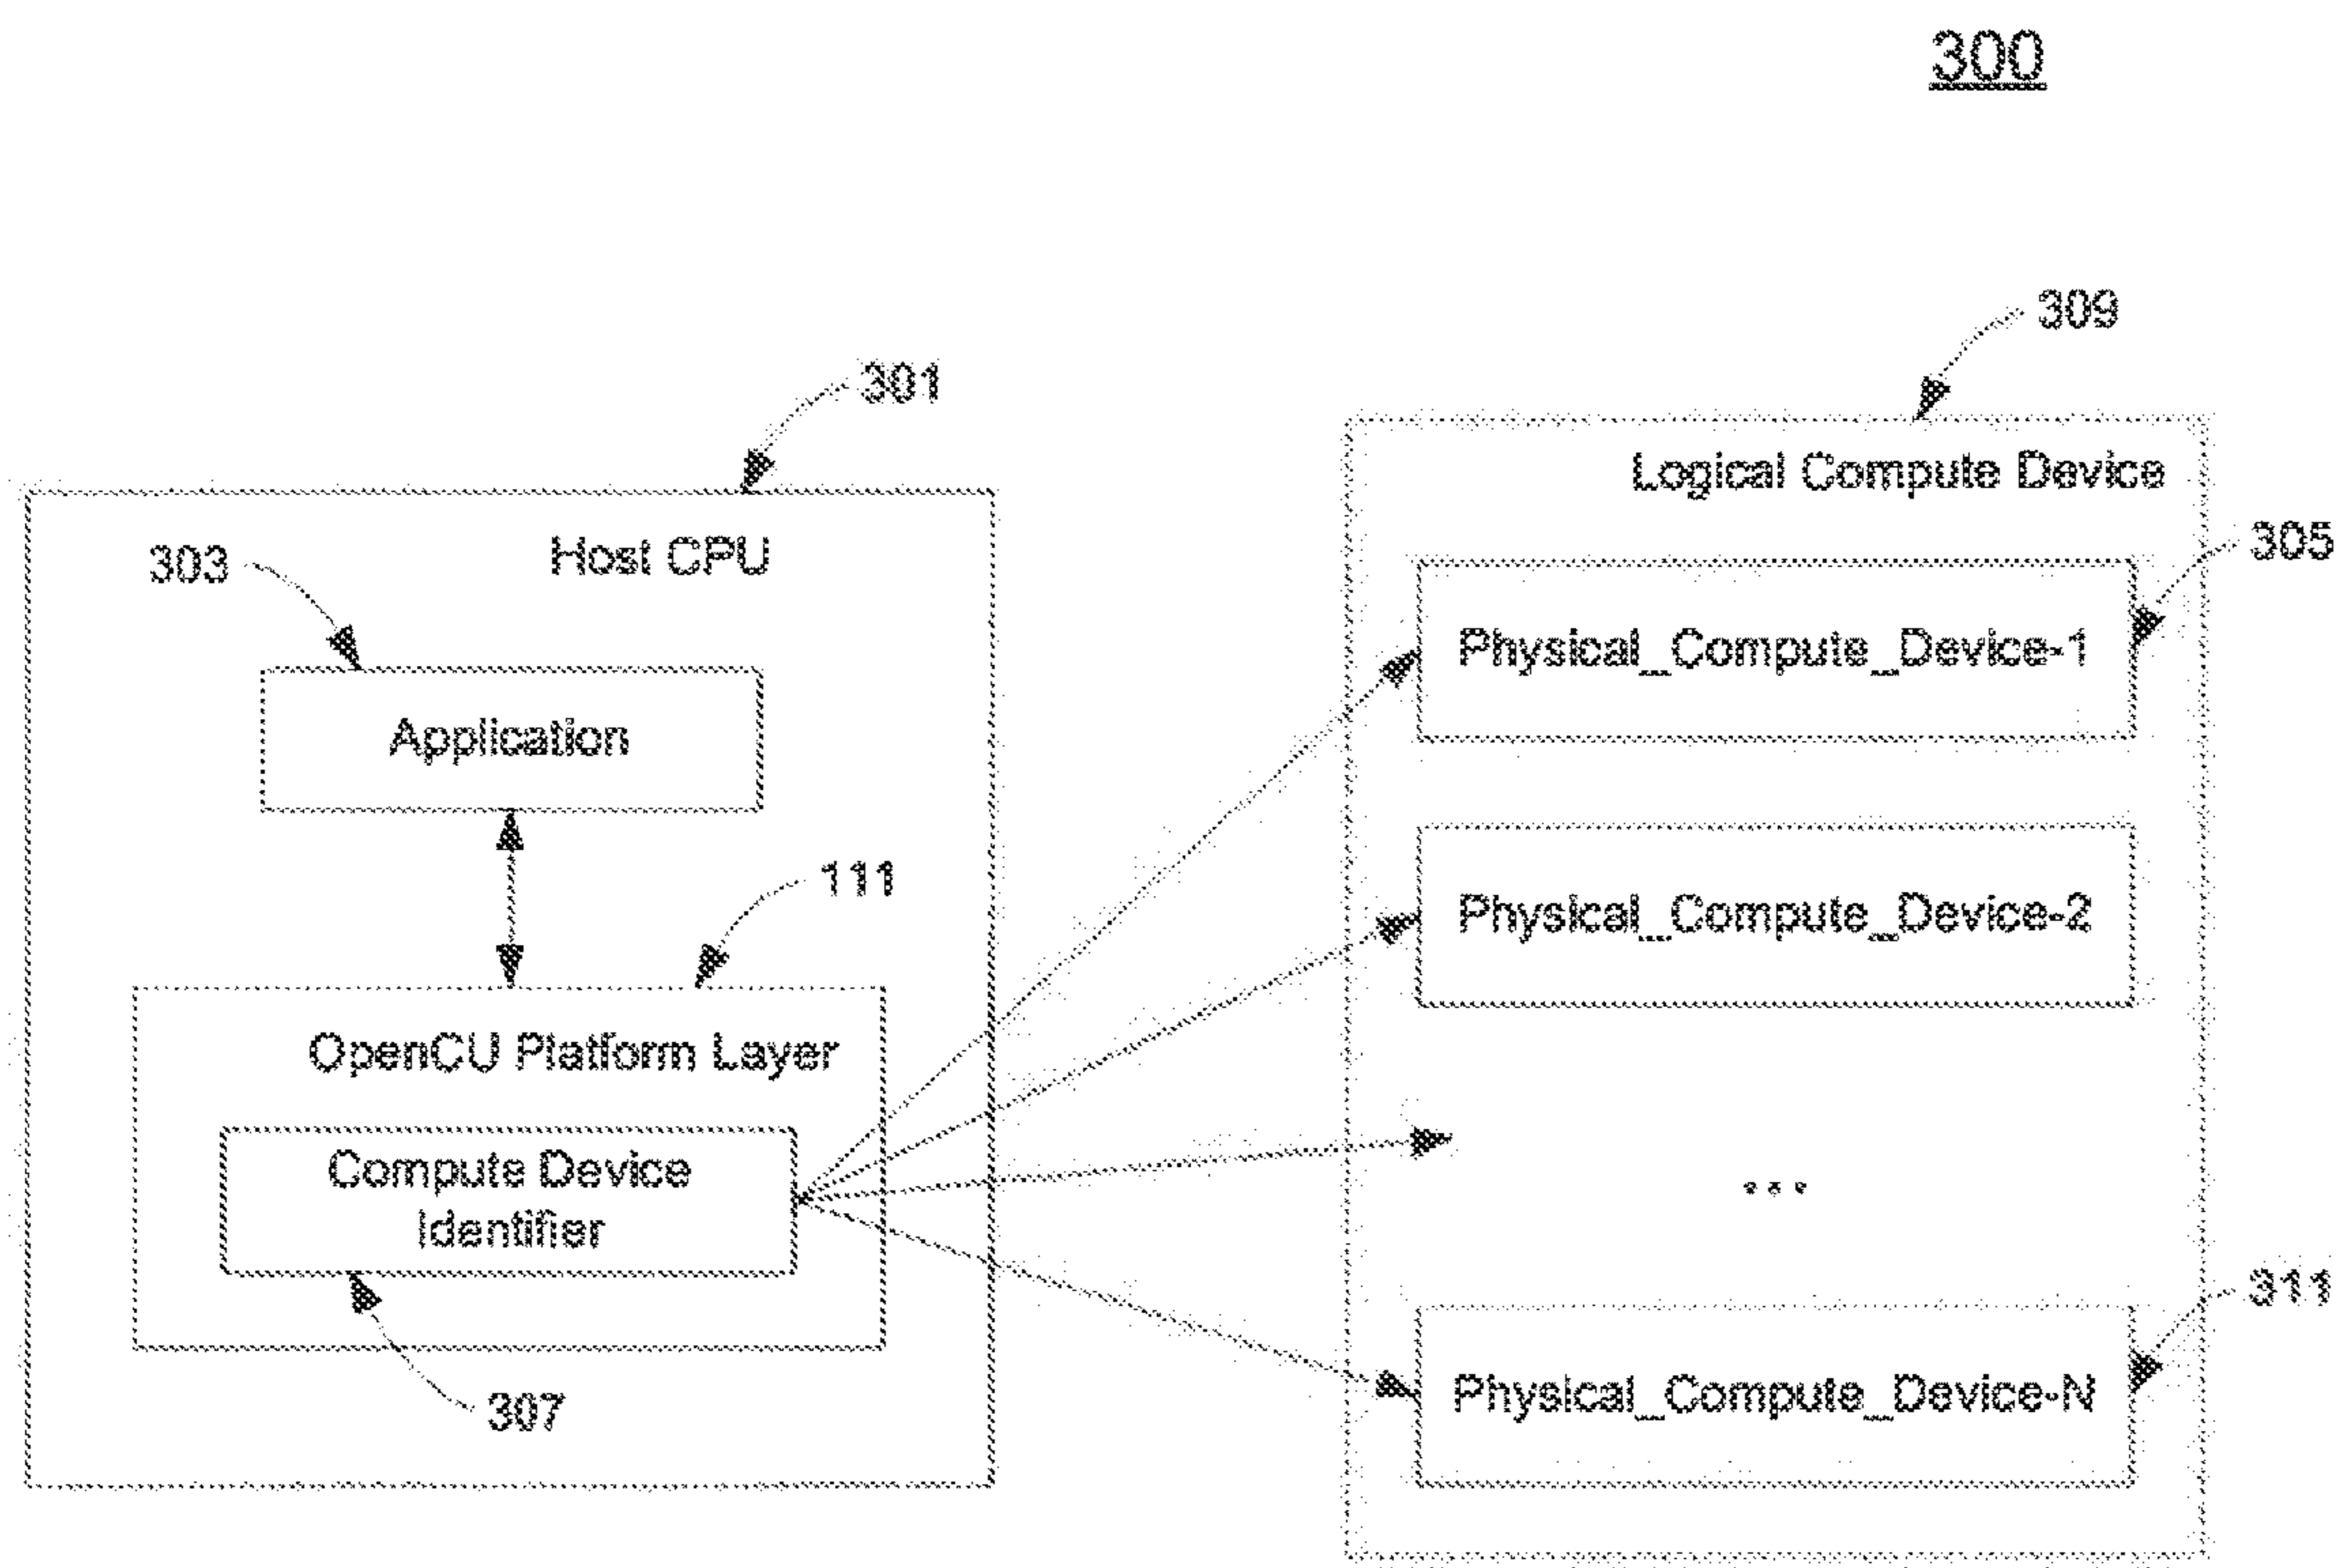 300
309
301
Logical Compute Device
305
Host CPU
303
Physical_Compute_Device-1
Application
111
Physical_Compute_Device-2
OpenCU Platform Layer
Compute Device
Identifier
...
311
Physical_Compute_Device-N
307